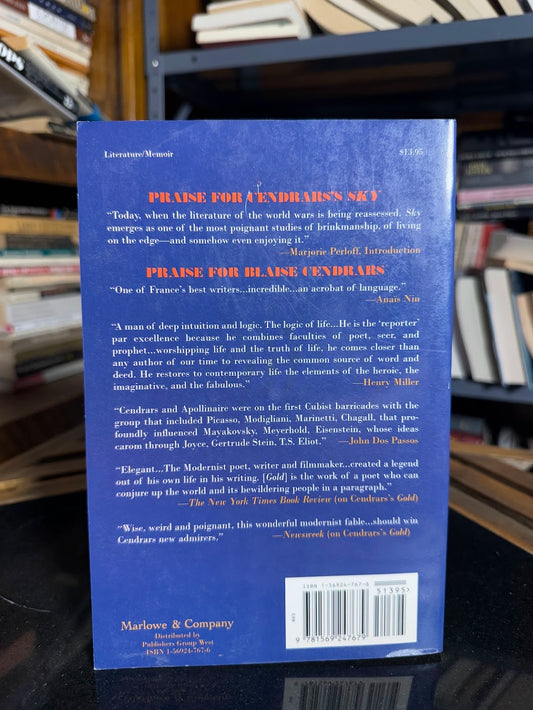 OPS
Literature/Memoir
$13.95
PRAISE FOR CENDRARS'S SKY
"Today, when the literature of the world wars is being reassessed, Sky
emerges as one of the most poignant studies of brinkmanship, of living
on the edge—and somehow even enjoying it."
—Marjorie Perloff, Introduction
PRAISE FOR BLAISE CENDRARS
"One of France's best writers...incredible...an acrobat of language."
—Anaïs Nin
"A man of deep intuition and logic. The logic of life...He is the 'reporter'
par excellence because he combines faculties of poet, seer, and
prophet...worshipping life and the truth of life, he comes closer than
any author of our time to revealing the common source of word and
deed. He restores to contemporary life the elements of the heroic, the
imaginative, and the fabulous."
—Henry Miller
"Cendrars and Apollinaire were on the first Cubist barricades with the
group that included Picasso, Modigliani, Marinetti, Chagall, that pro-
foundly influenced Mayakovsky, Meyerhold, Eisenstein, whose ideas
carom through Joyce, Gertrude Stein, T.S. Eliot." —John Dos Passos
"Elegant...The Modernist poet, writer and filmmaker...created a legend
out of his own life in his writing. [Gold] is the work of a poet who can
conjure up the world and its bewildering people in a paragraph."
—The New York Times Book Review (on Cendrars's Gold)
"Wise, weird and poignant, this wonderful modernist fable...should win
Cendrars new admirers." —Newsweek (on Cendrars's Gold)
Marlowe & Company
Distributed by
Publishers Group West
ISBN 1-56924-767-6
ISBN 1-56924-767-6
51395>
9 781569 247679
EAN